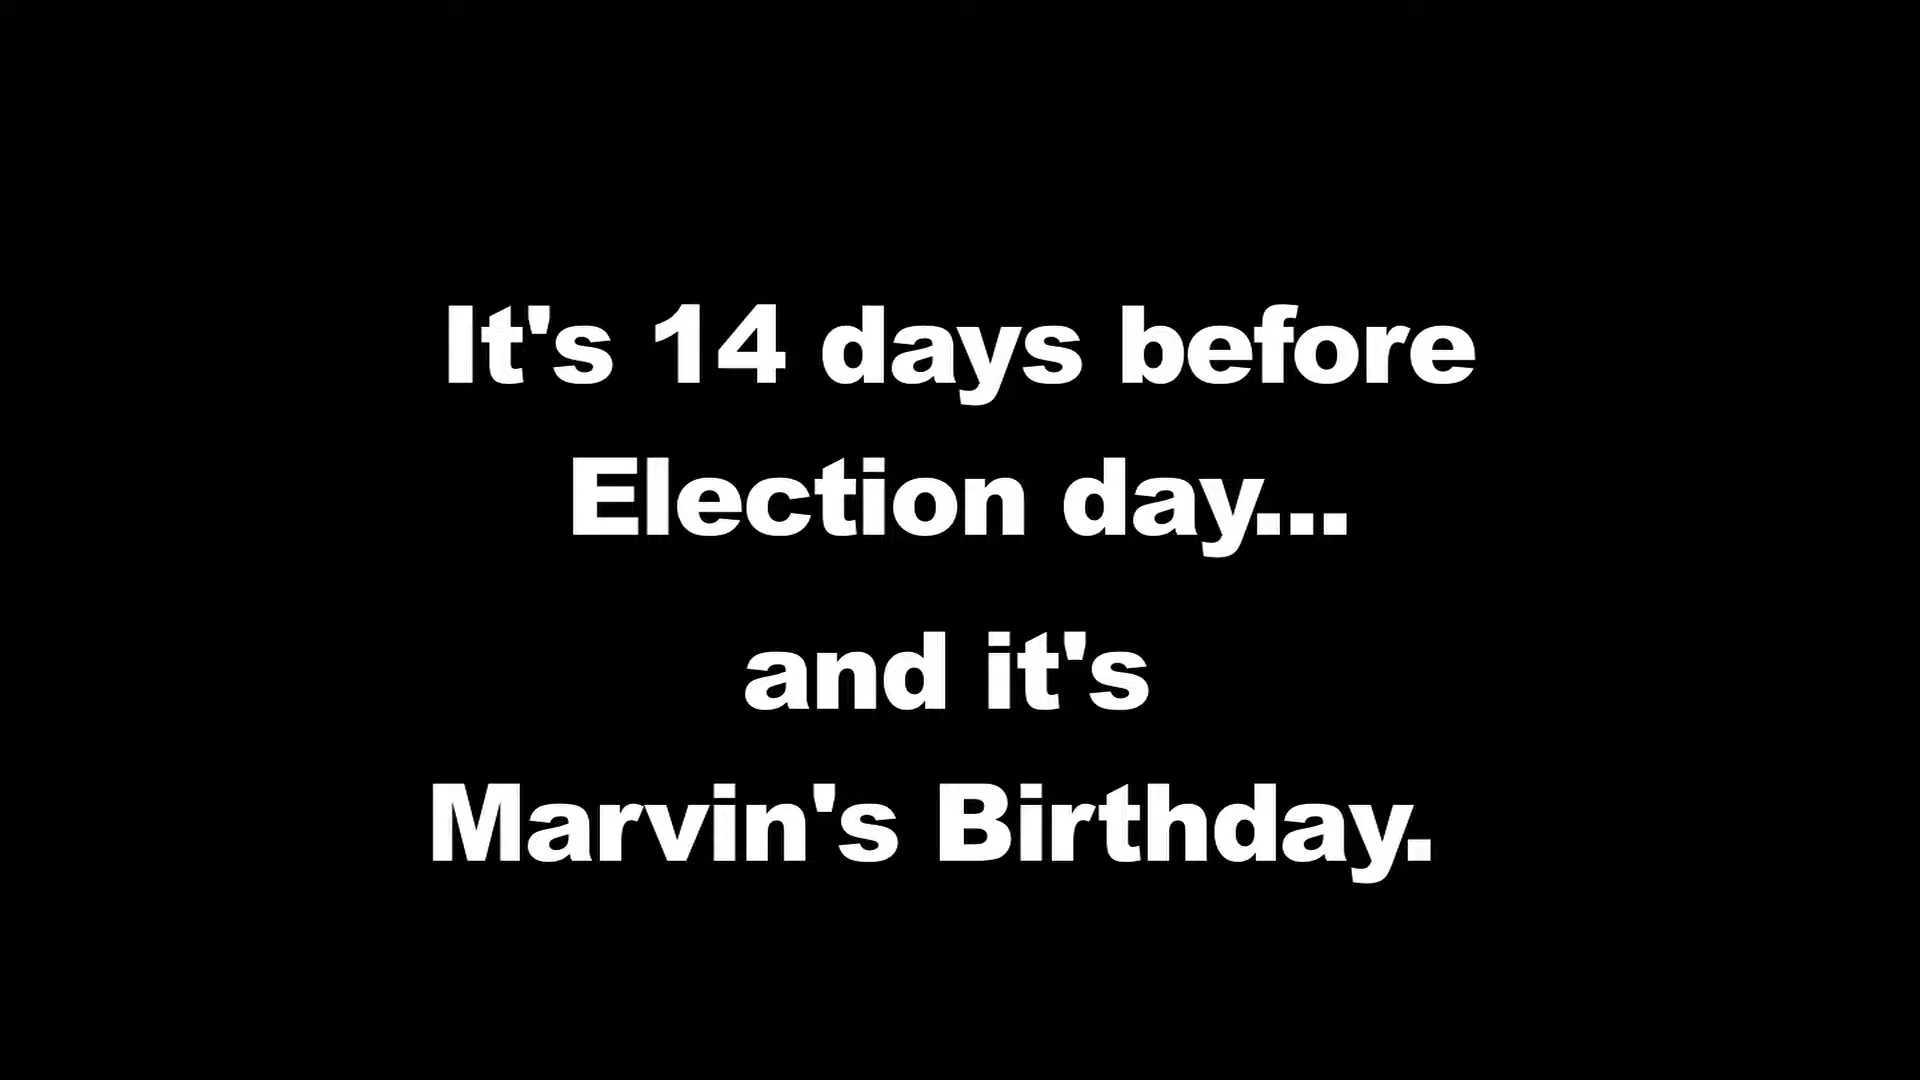 It's 14 days before
Election day...
and it's
Marvin's Birthday.